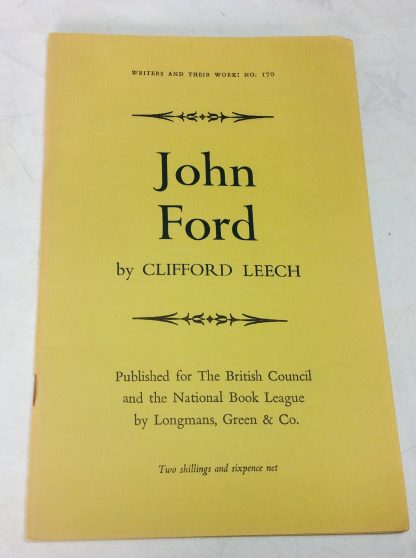 WRITERS AND THEIR WORK: NO. 170
John
Ford
by CLIFFORD LEECH
Published for The British Council
and the National Book League
by Longmans, Green & Co.
Two shillings and sixpence net